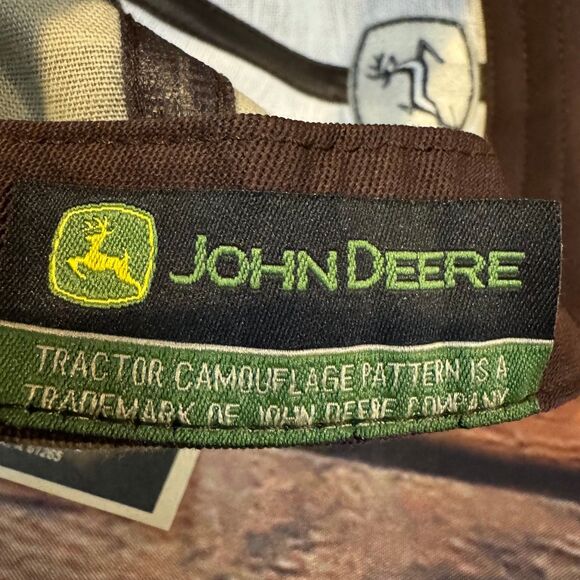 JOHN DEERE
TRACTOR CAMOUFLAGE PATTERN IS A
TRADEMARK OF JOHN DEERE COMPANY